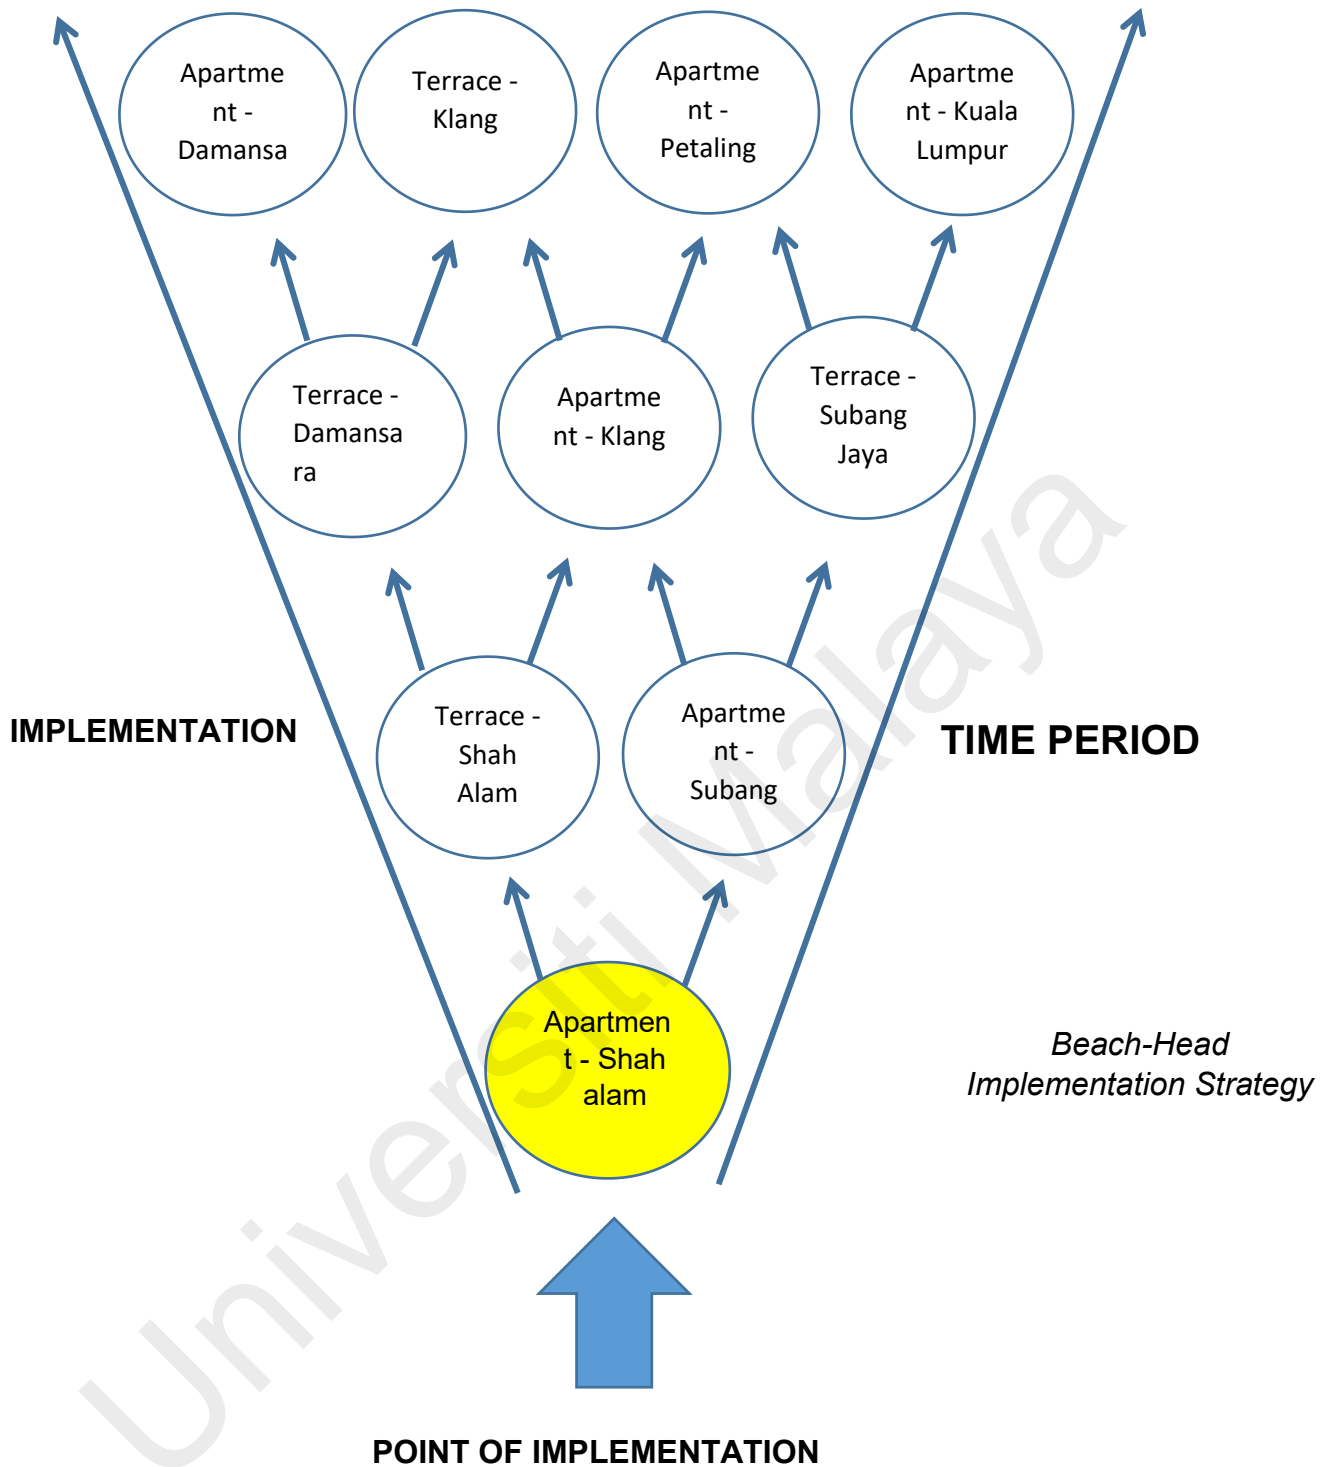 Apartme
nt -
Damansa
Terrace -
Klang
Apartme
nt -
Petaling
Apartme
nt - Kuala
Lumpur
Terrace -
Damansa
ra
Apartme
nt - Klang
Terrace -
Subang
Jaya
IMPLEMENTATION
Terrace -
Shah
Alam
Apartme
nt -
Subang
TIME PERIOD
Apartmen
t - Shah
alam
Beach-Head
Implementation Strategy
POINT OF IMPLEMENTATION
Universiti Malaya